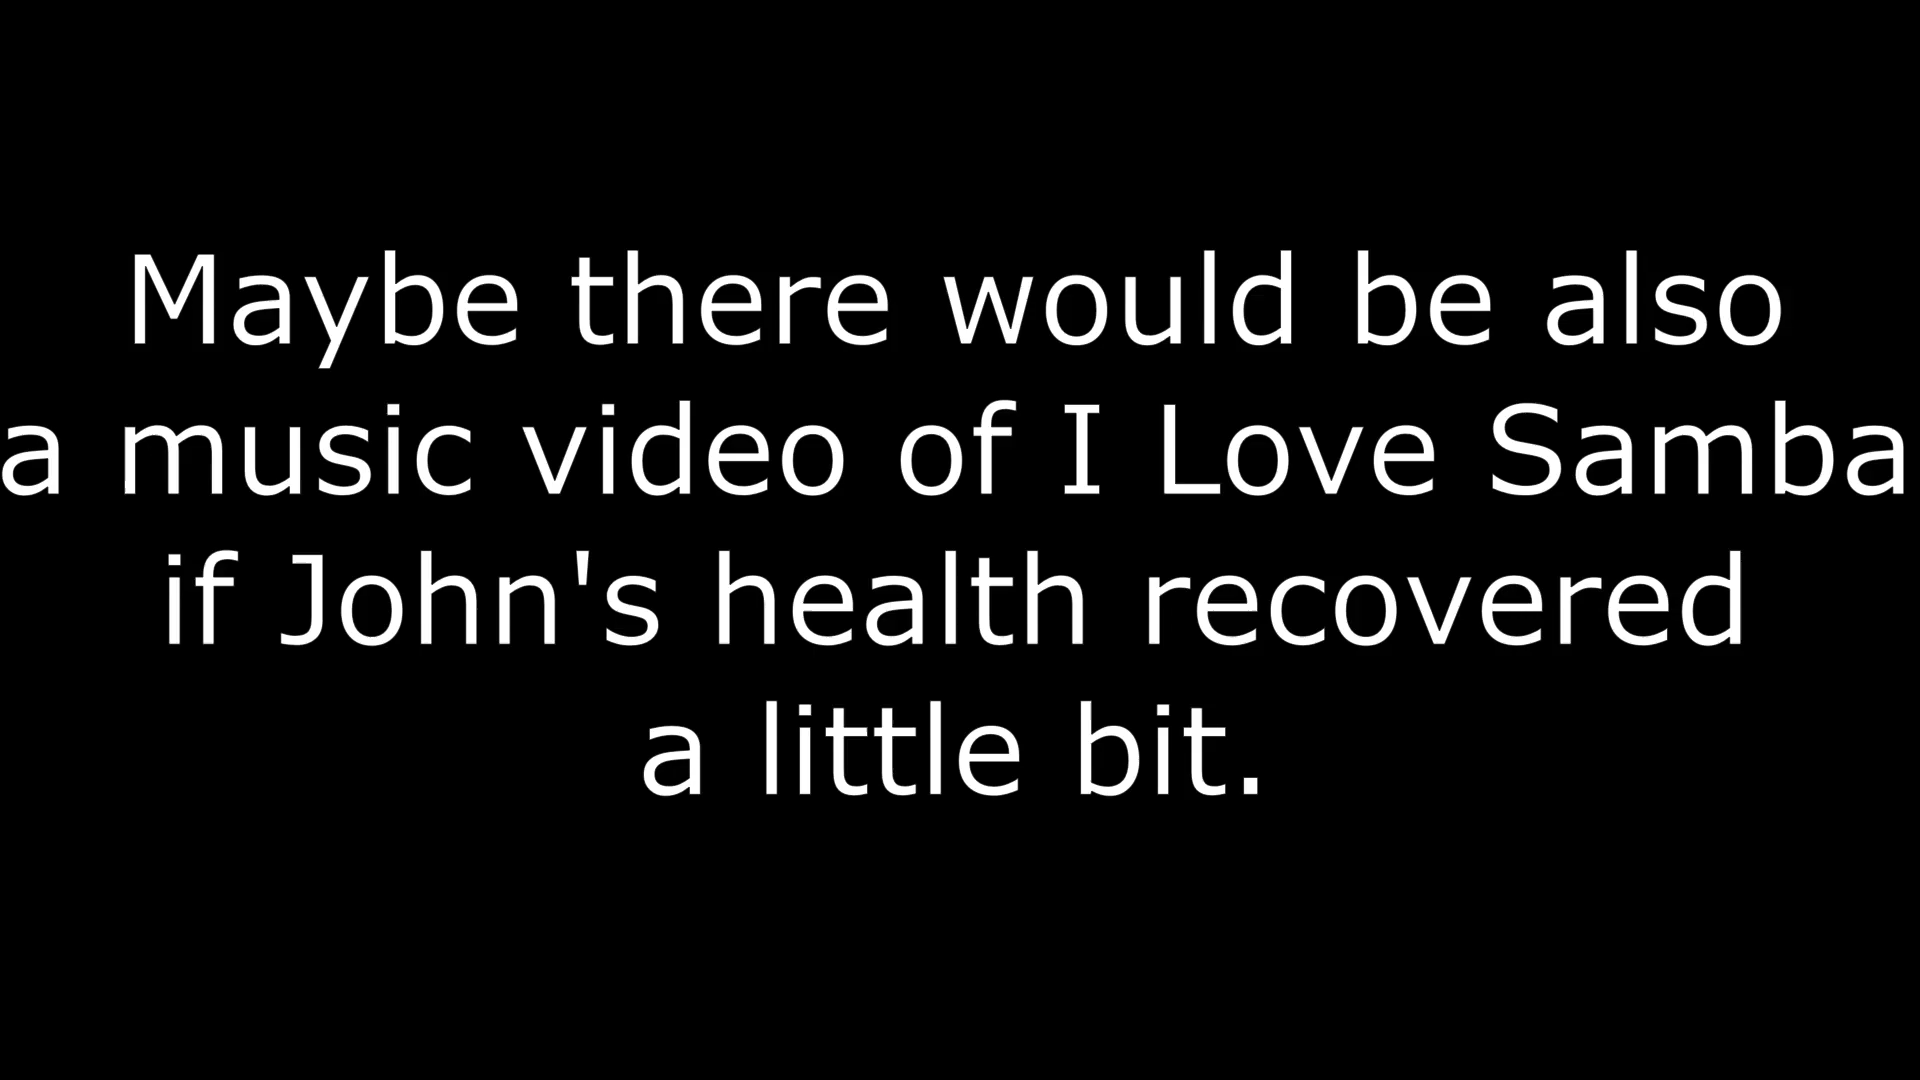 Maybe there would be also
a music video of I Love Samba
if John's health recovered
a little bit.